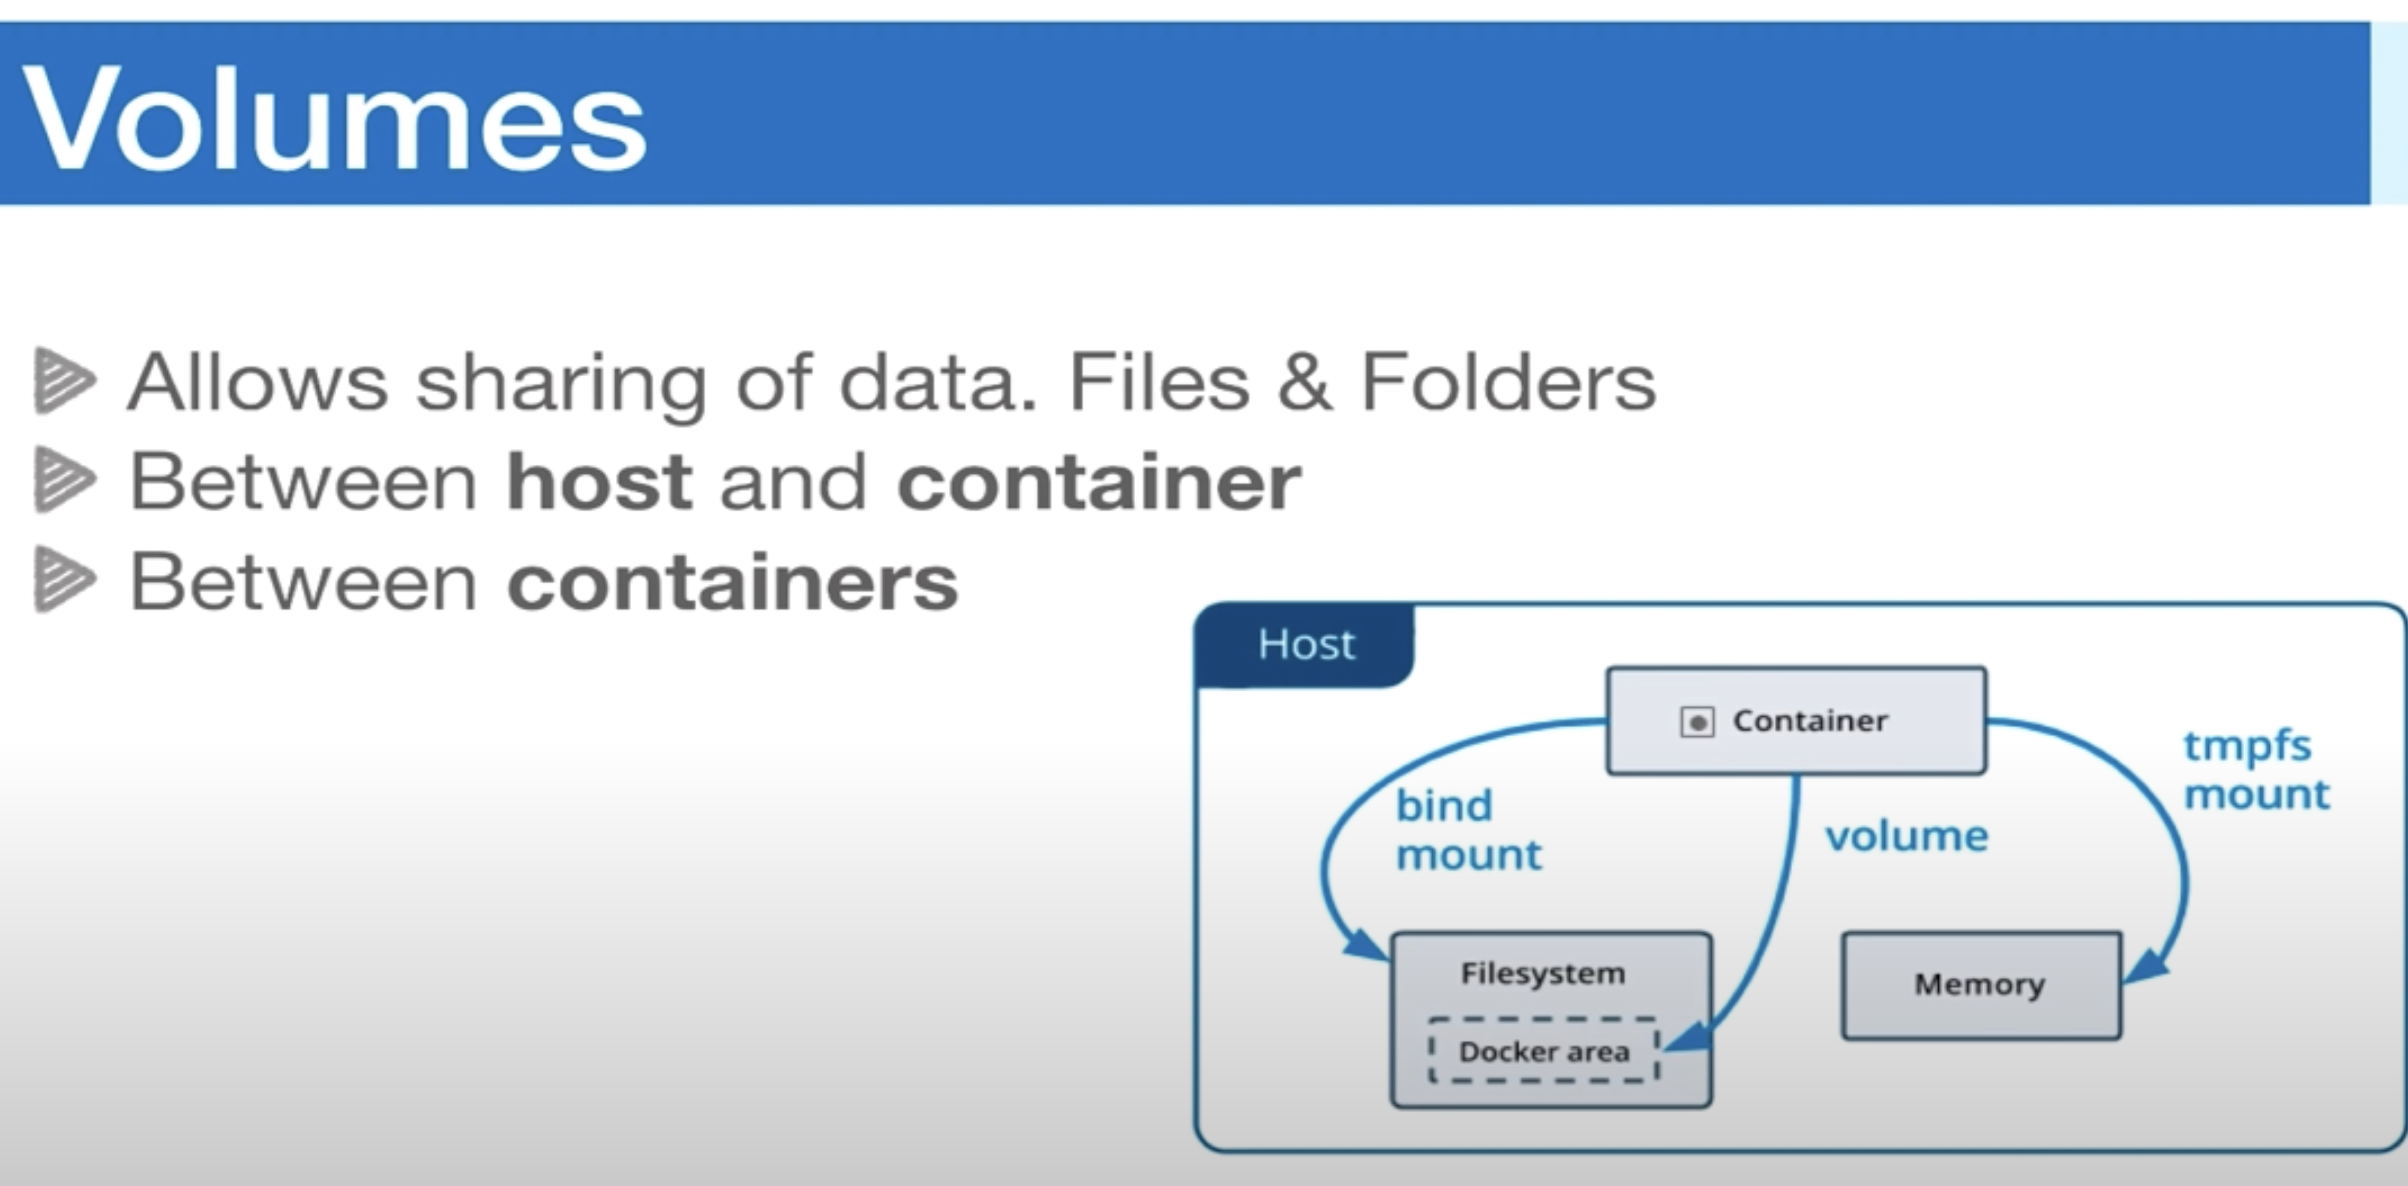 Volumes
Allows sharing of data. Files & Folders
Between host and container
Between containers
Host
Container
bind
mount
volume
tmpfs
mount
Filesystem
Docker area
Memory